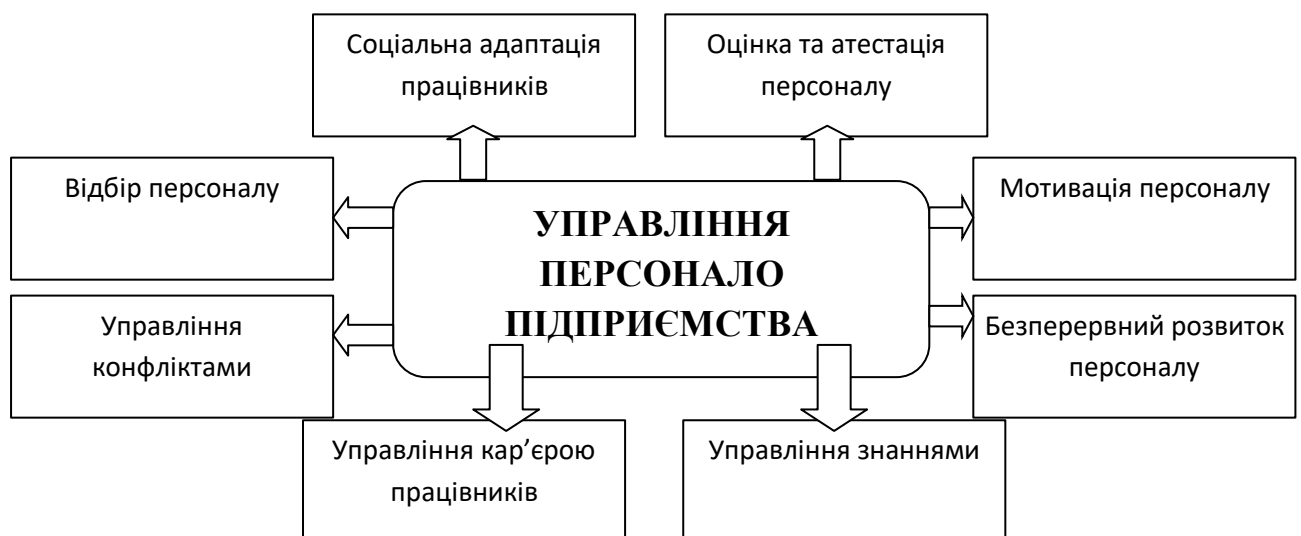 Соціальна адаптація
працівників
Оцінка та атестація
персоналу
Відбір персоналу
Мотивація персоналу
УПРАВЛІННЯ
ПЕРСОНАЛО
ПІДПРИЄМСТВА
Управління
конфліктами
Безперервний розвиток
персоналу
Управління кар’єрою
працівників
Управління знаннями